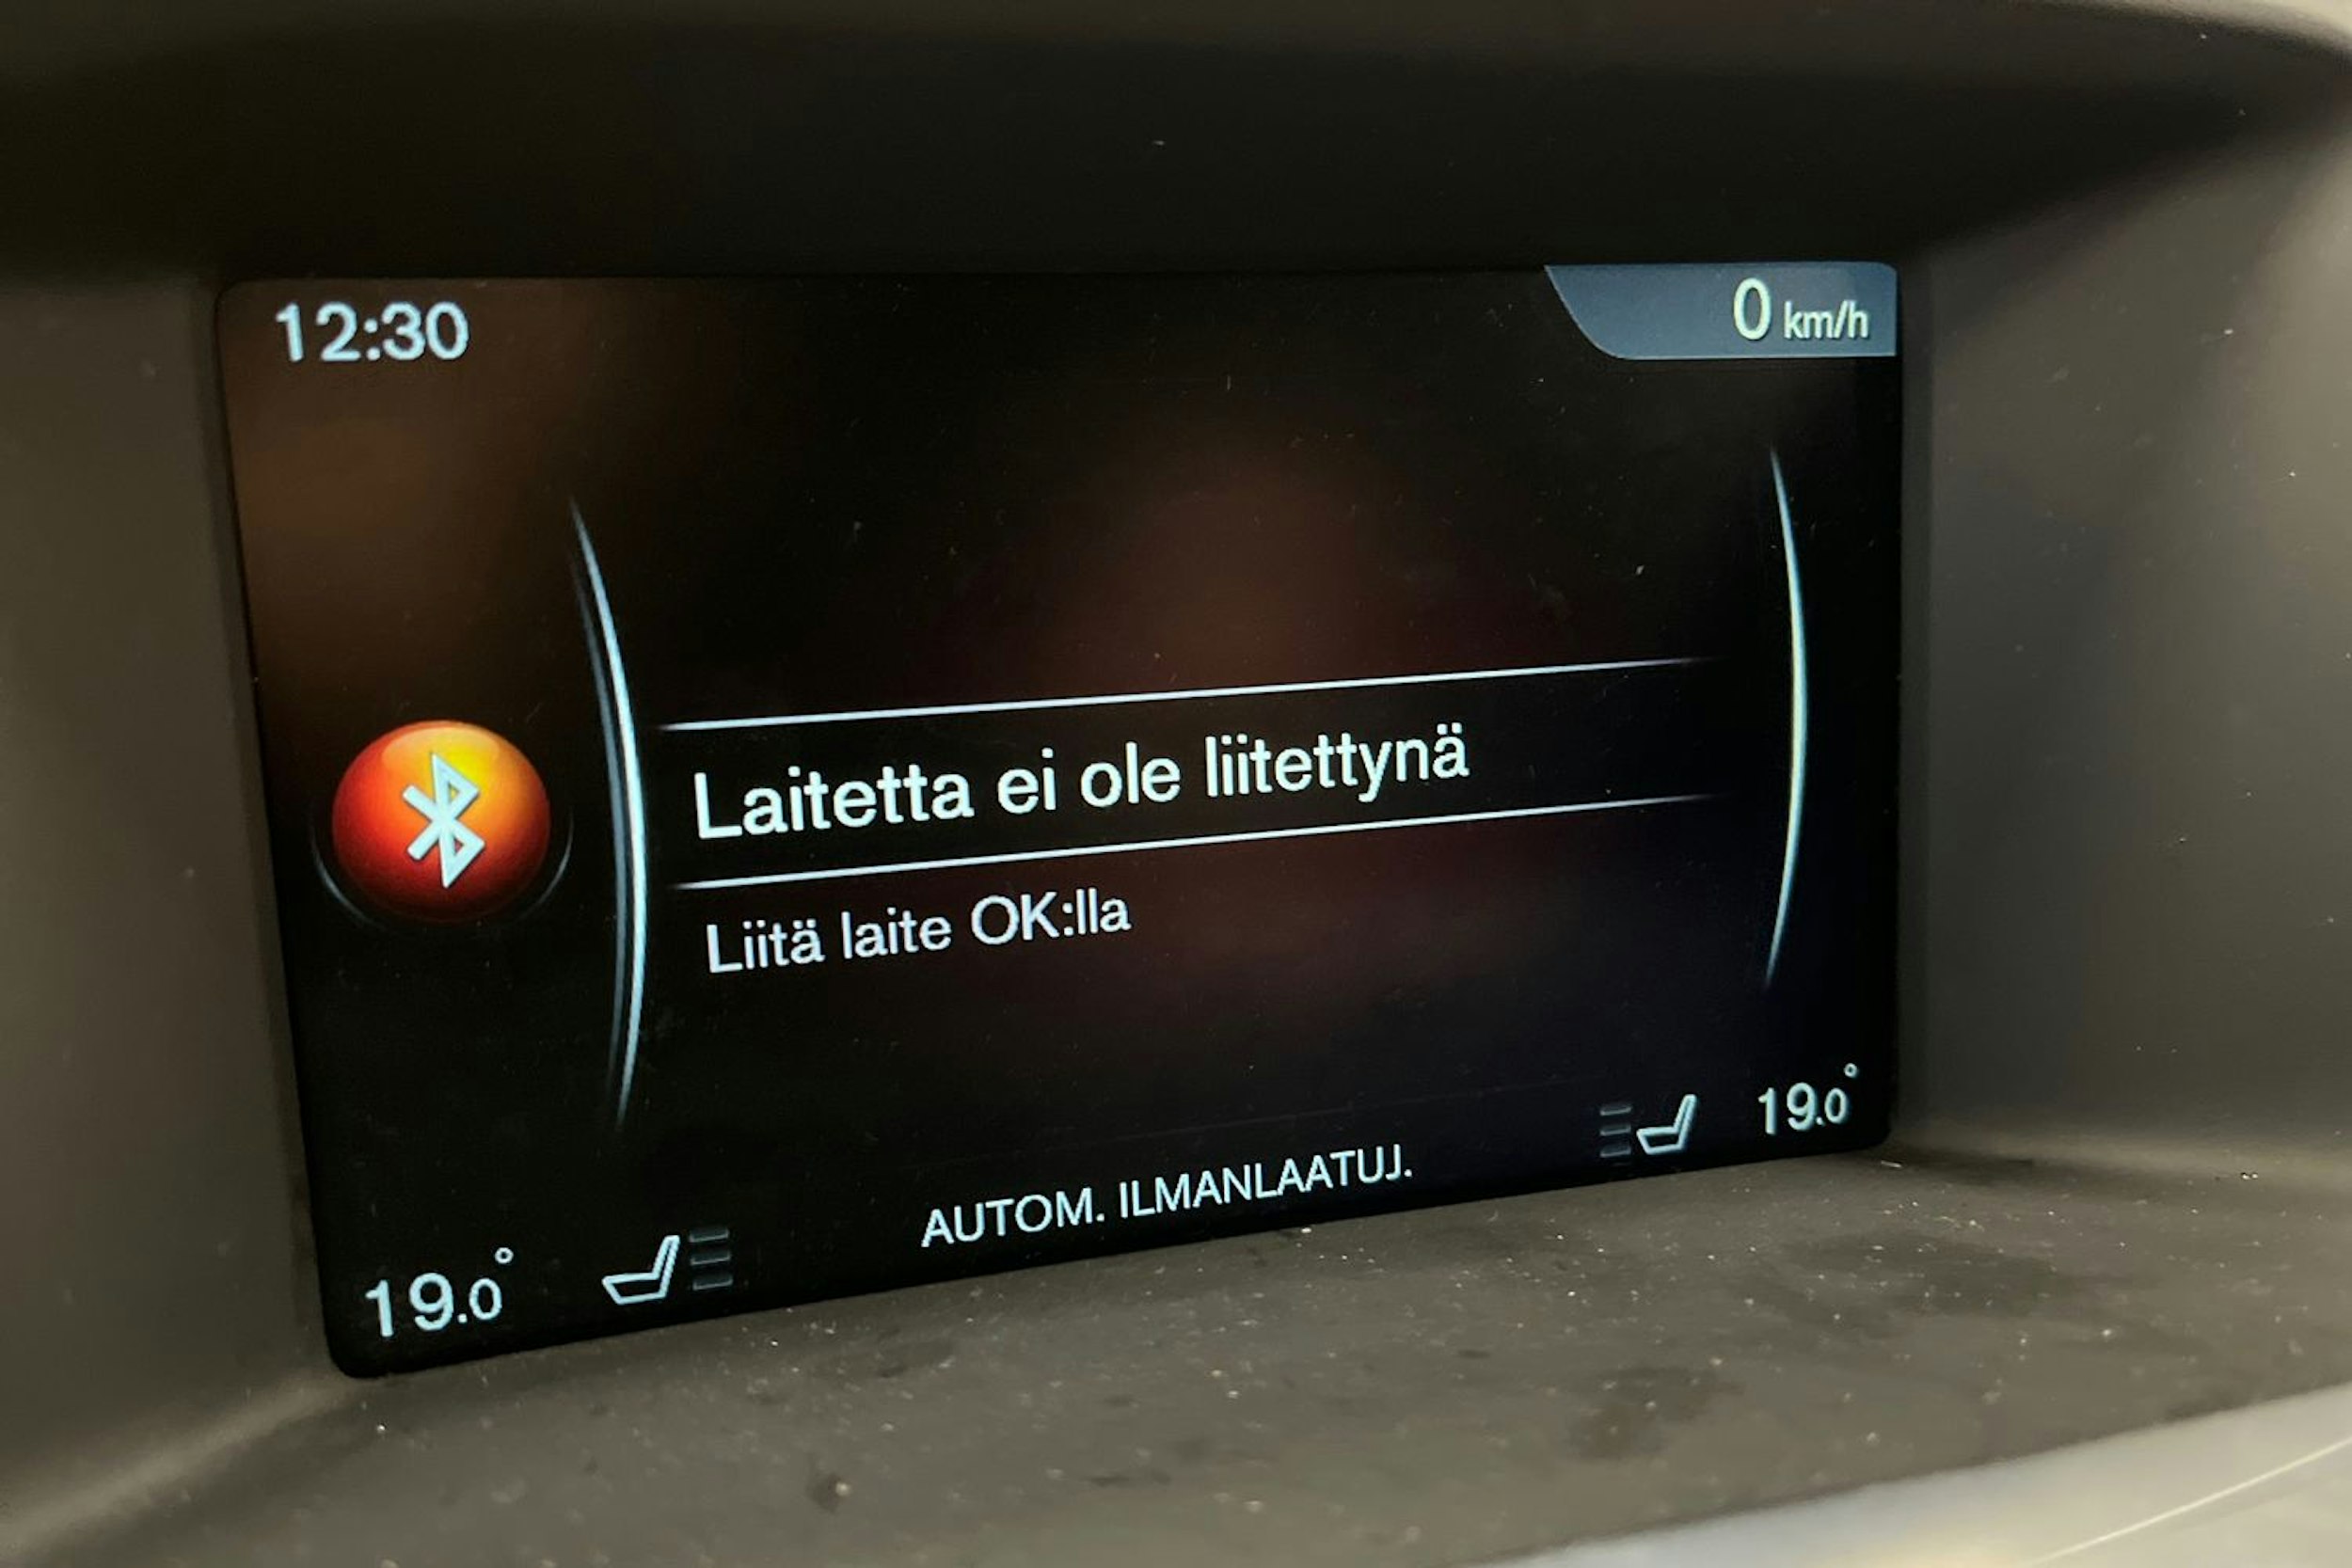 12:30
0 km/h
Laitetta ei ole liitettynä
Liitä laite OK:lla
AUTOM. ILMANLAATUJ.
19.0°
19.0°